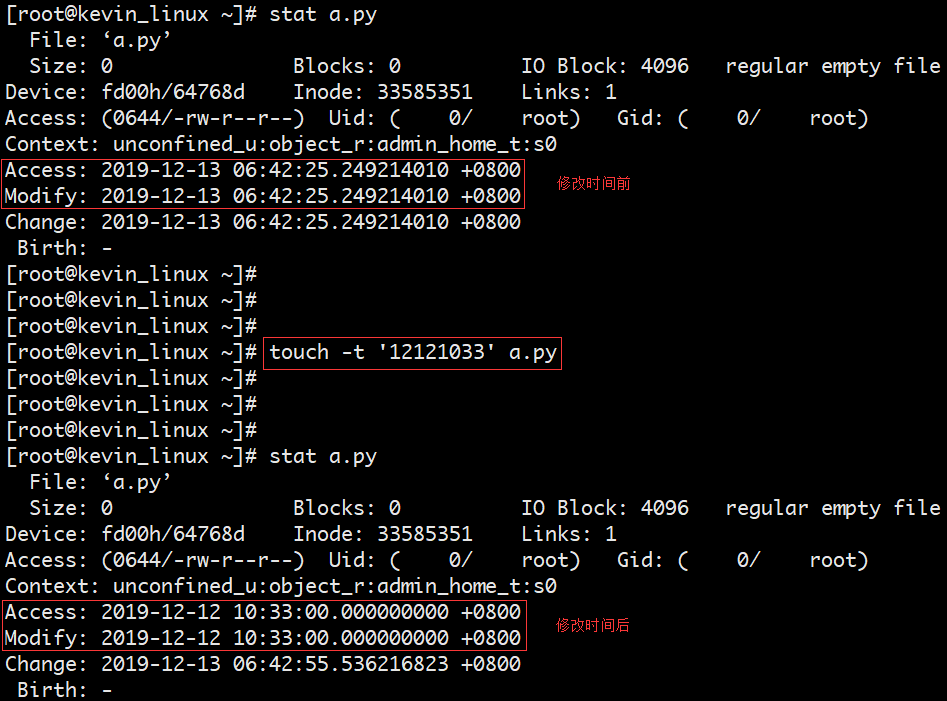 [root@kevin_linux ~]# stat a.py
  File: ‘a.py’
  Size: 0               Blocks: 0          IO Block: 4096   regular empty file
Device: fd00h/64768d    Inode: 33585351    Links: 1
Access: (0644/-rw-r--r--)  Uid: (    0/    root)   Gid: (    0/    root)
Context: unconfined_u:object_r:admin_home_t:s0
Access: 2019-12-13 06:42:25.249214010 +0800
修改时间前
Modify: 2019-12-13 06:42:25.249214010 +0800
Change: 2019-12-13 06:42:25.249214010 +0800
 Birth: -
[root@kevin_linux ~]#
[root@kevin_linux ~]#
[root@kevin_linux ~]#
[root@kevin_linux ~]# touch -t '12121033' a.py
[root@kevin_linux ~]#
[root@kevin_linux ~]#
[root@kevin_linux ~]#
[root@kevin_linux ~]# stat a.py
  File: ‘a.py’
  Size: 0               Blocks: 0          IO Block: 4096   regular empty file
Device: fd00h/64768d    Inode: 33585351    Links: 1
Access: (0644/-rw-r--r--)  Uid: (    0/    root)   Gid: (    0/    root)
Context: unconfined_u:object_r:admin_home_t:s0
Access: 2019-12-12 10:33:00.000000000 +0800
修改时间后
Modify: 2019-12-12 10:33:00.000000000 +0800
Change: 2019-12-13 06:42:55.536216823 +0800
 Birth: -